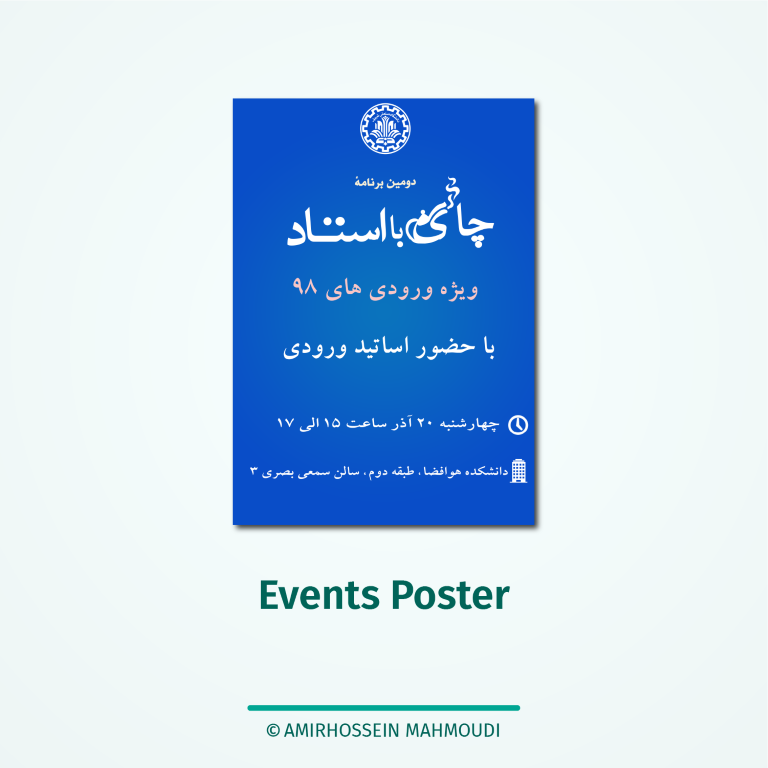 دومین برنامهٔ
چای با استاد
ویژه ورودی های ۹۸
با حضور اساتید ورودی
چهارشنبه ۲۰ آذر ساعت ۱۵ الی ۱۷
دانشکده هوافضا، طبقه دوم، سالن سمعی بصری ۳
Events Poster
© AMIRHOSSEIN MAHMOUDI